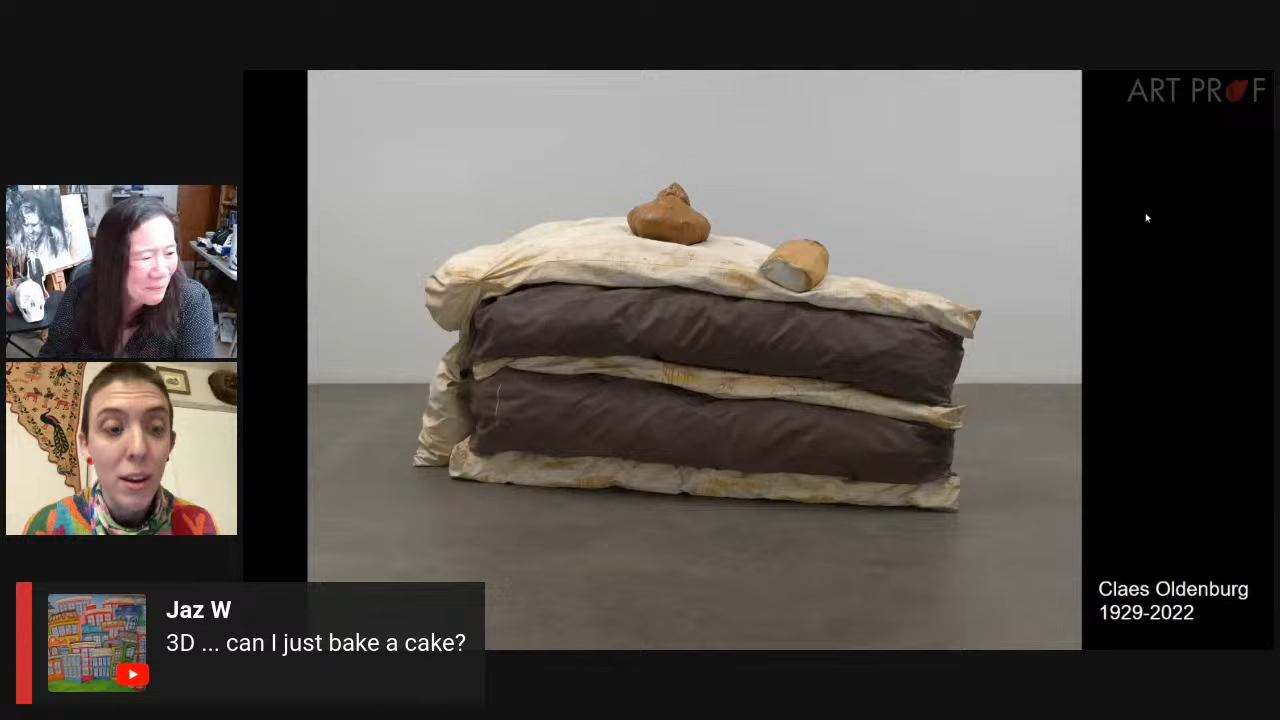 ART PROF
Claes Oldenburg
1929-2022
Jaz W
3D ... can I just bake a cake?